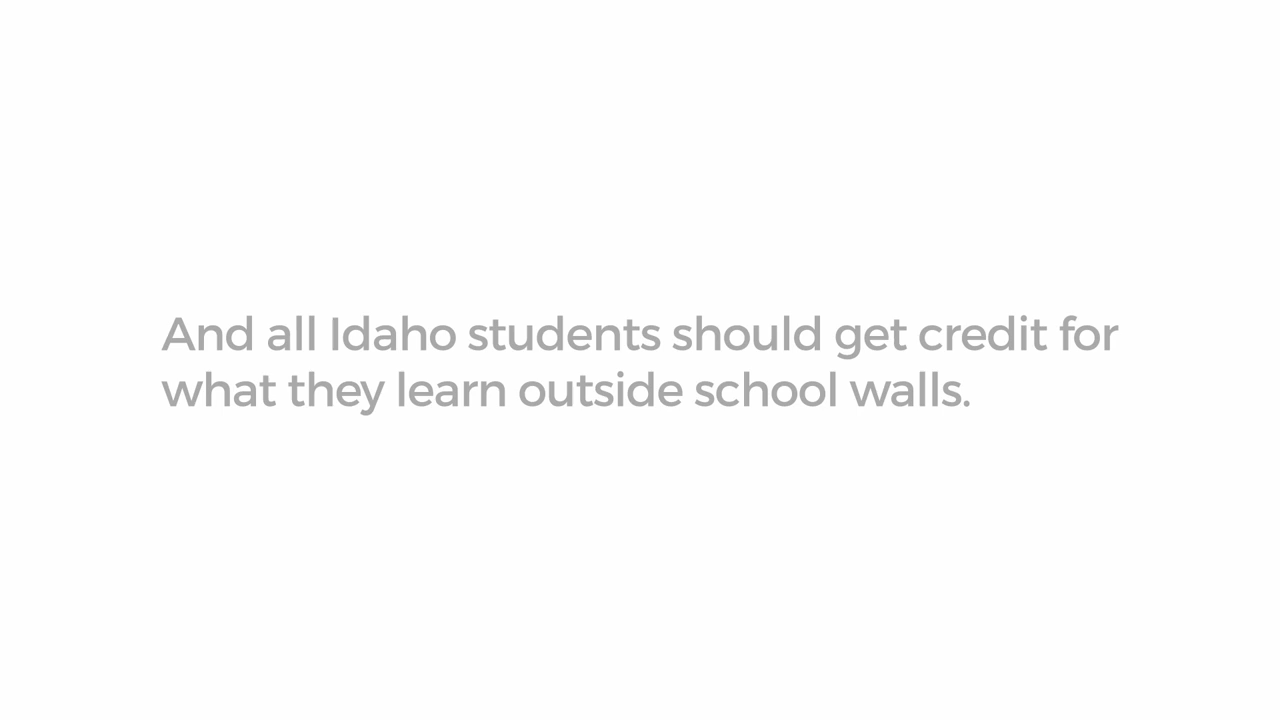 And all Idaho students should get credit for
what they learn outside school walls.